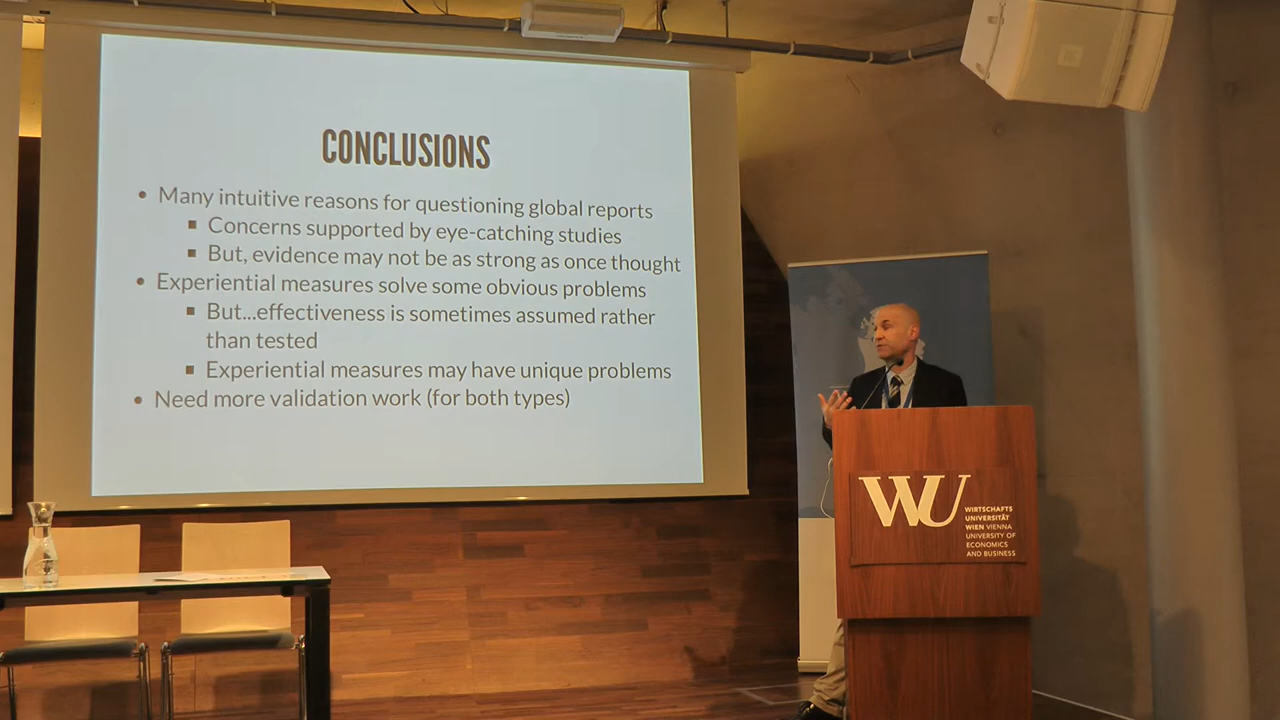 CONCLUSIONS
• Many intuitive reasons for questioning global reports
▪ Concerns supported by eye-catching studies
▪ But, evidence may not be as strong as once thought
• Experiential measures solve some obvious problems
▪ But...effectiveness is sometimes assumed rather
than tested
▪ Experiential measures may have unique problems
• Need more validation work (for both types)
WU
WIRTSCHAFTS
UNIVERSITÄT
WIEN VIENNA
UNIVERSITY OF
ECONOMICS
AND BUSINESS